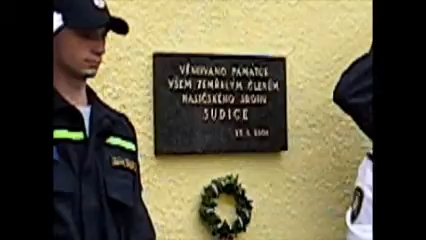 VĚNOVÁNO PAMÁTCE
VŠEM ZEMŘELÝM ČLENŮM
HASIČSKÉHO SBORU
SUDICE